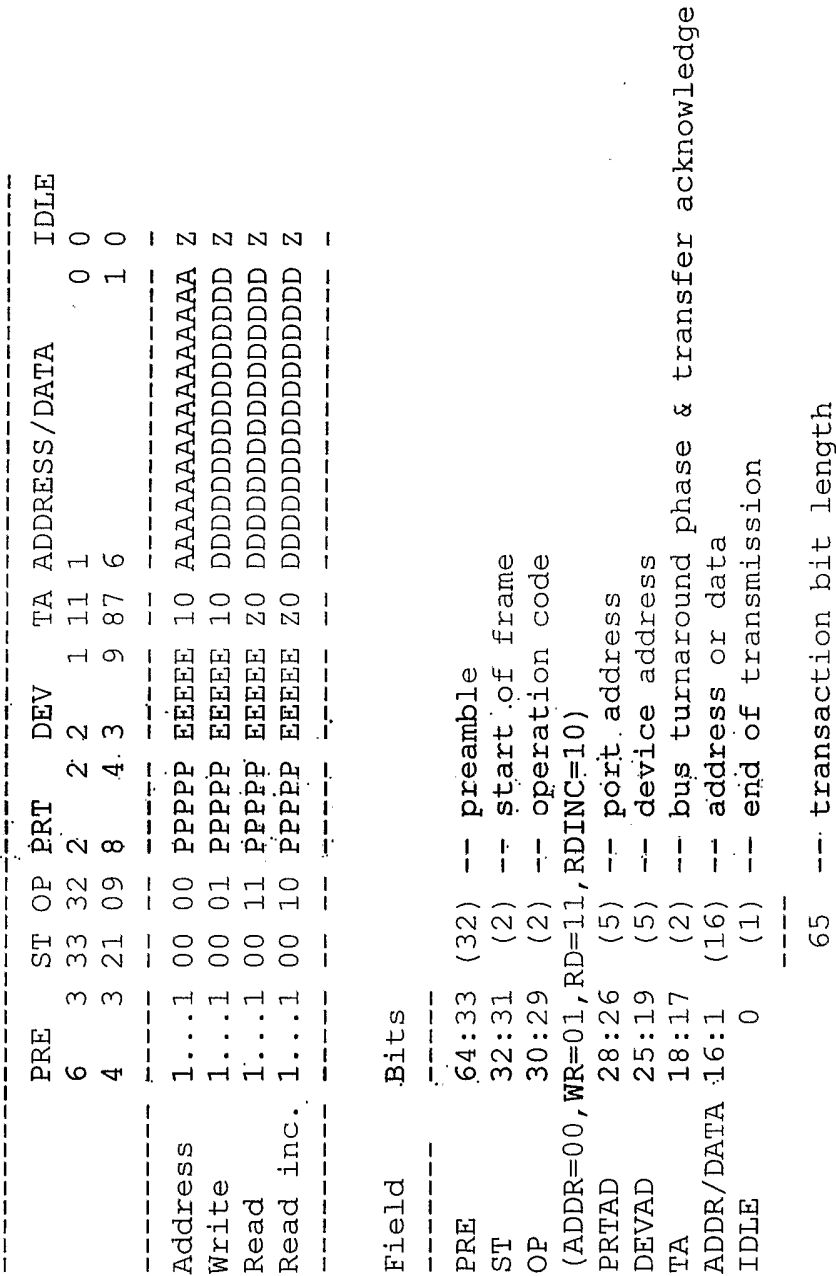 PRE ST OP PRT DEV TA ADDRESS/DATA IDLE
6 3 33 32 2 2 2 1 11 1 0 0
4 3 21 09 8 4 3 9 87 6 1 0
Address 1...1 00 00 PPPPP EEEEE 10 AAAAAAAAAAAAAAAA Z
Write 1...1 00 01 PPPPP EEEEE 10 DDDDDDDDDDDDDDDD Z
Read 1...1 00 11 PPPPP EEEEE Z0 DDDDDDDDDDDDDDDD Z
Read inc. 1...1 00 10 PPPPP EEEEE Z0 DDDDDDDDDDDDDDDD Z
Field Bits
PRE 64:33 (32) -- preamble
ST 32:31 (2) -- start of frame
OP 30:29 (2) -- operation code
(ADDR=00,WR=01,RD=11,RDINC=10)
PRTAD 28:26 (5) -- port address
DEVAD 25:19 (5) -- device address
TA 18:17 (2) -- bus turnaround phase & transfer acknowledge
ADDR/DATA 16:1 (16) -- address or data
IDLE 0 (1) -- end of transmission
65 -- transaction bit length